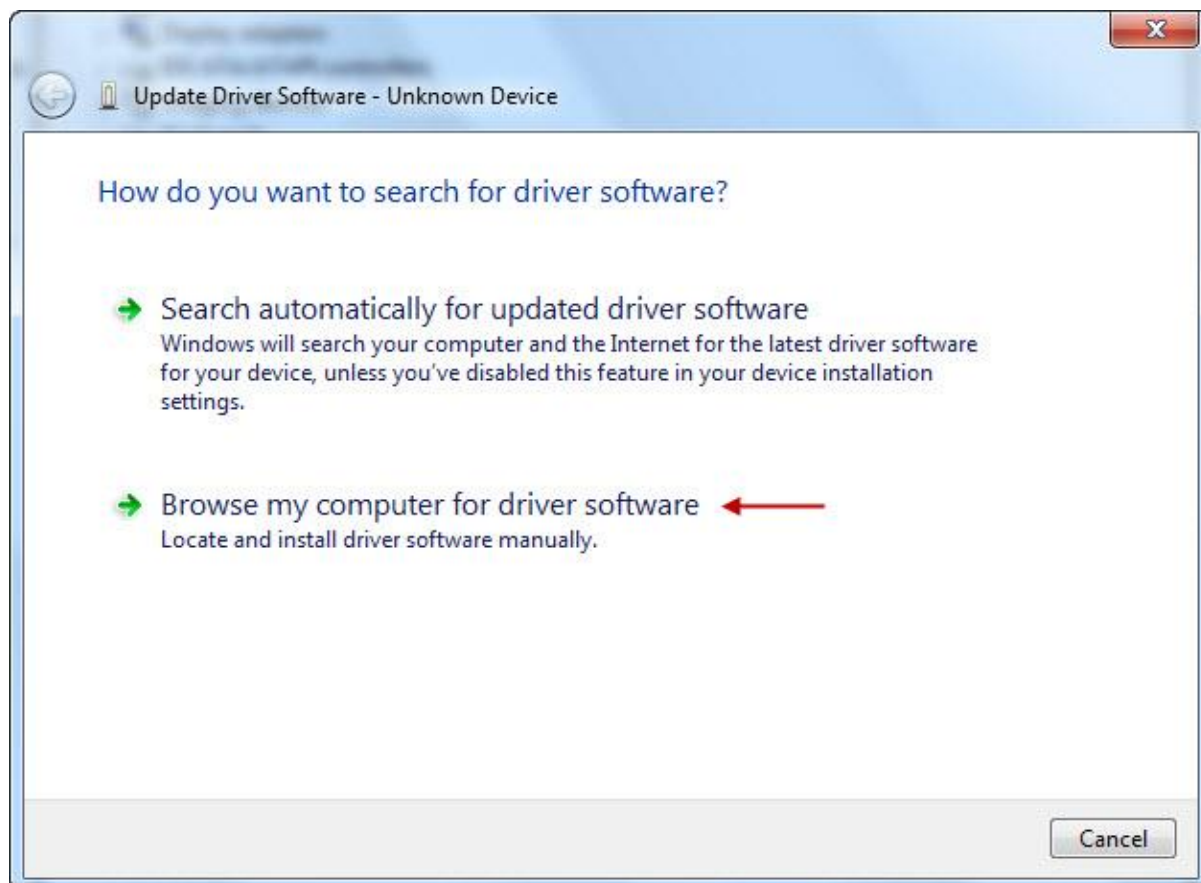 Update Driver Software - Unknown Device
How do you want to search for driver software?
Search automatically for updated driver software
Windows will search your computer and the Internet for the latest driver software
for your device, unless you've disabled this feature in your device installation
settings.
Browse my computer for driver software
Locate and install driver software manually.
Cancel